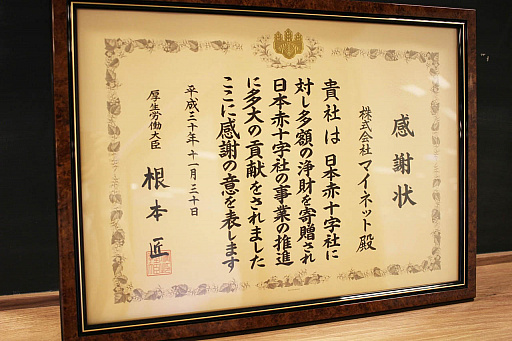 感謝状
株式会社マイネット殿
貴社は日本赤十字社に
対し多額の浄財を寄贈され
日本赤十字社の事業の推進
に多大の貢献をされました
ここに感謝の意を表します
平成三十年十一月三十日
厚生労働大臣 根本匠